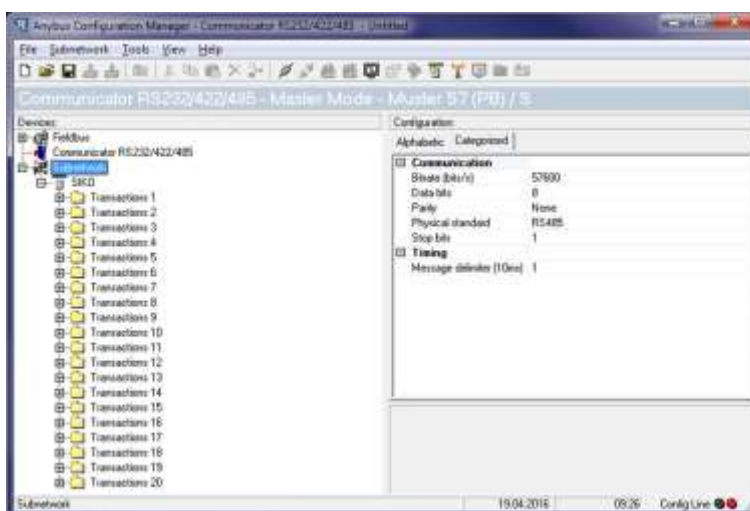 Anybus Configuration Manager - Communicator RS232/422/485 - Untitled
File Subnetwork Tools View Help
Communicator RS232/422/485 - Master Mode - Muster 57 (PB) / S
Devices:
Fieldbus
Communicator RS232/422/485
Subnetwork
SIKO
Transactions 1
Transactions 2
Transactions 3
Transactions 4
Transactions 5
Transactions 6
Transactions 7
Transactions 8
Transactions 9
Transactions 10
Transactions 11
Transactions 12
Transactions 13
Transactions 14
Transactions 15
Transactions 16
Transactions 17
Transactions 18
Transactions 19
Transactions 20
Configuration:
Alphabetic Categorized
Communication
Bitrate (bits/s) 57600
Data bits 8
Parity None
Physical standard RS485
Stop bits 1
Timing
Message delimiter (10ms) 1
Subnetwork 19.04.2016 09:26 Config Line